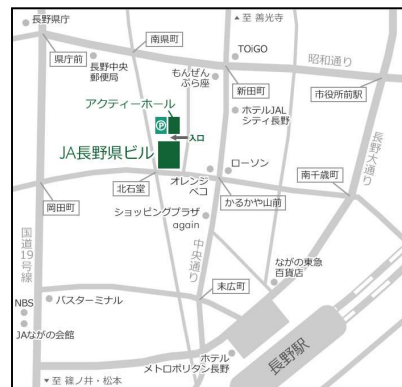 長野県庁
南県町
▲至 善光寺
県庁前
長野中央
郵便局
TOiGO
昭和通り
もんぜん
ぷら座
新田町
市役所前駅
アクティーホール
P
入口
ホテルJAL
シティ長野
長野大通り
JA長野県ビル
北石堂
オレンジ
ペコ
ローソン
南千歳町
岡田町
ショッピングプラザ
again
かるかや山前
国道19号線
中央通り
ながの東急
百貨店
末広町
NBS
バスターミナル
JAながの会館
長野駅
ホテル
メトロポリタン長野
▼至 篠ノ井・松本